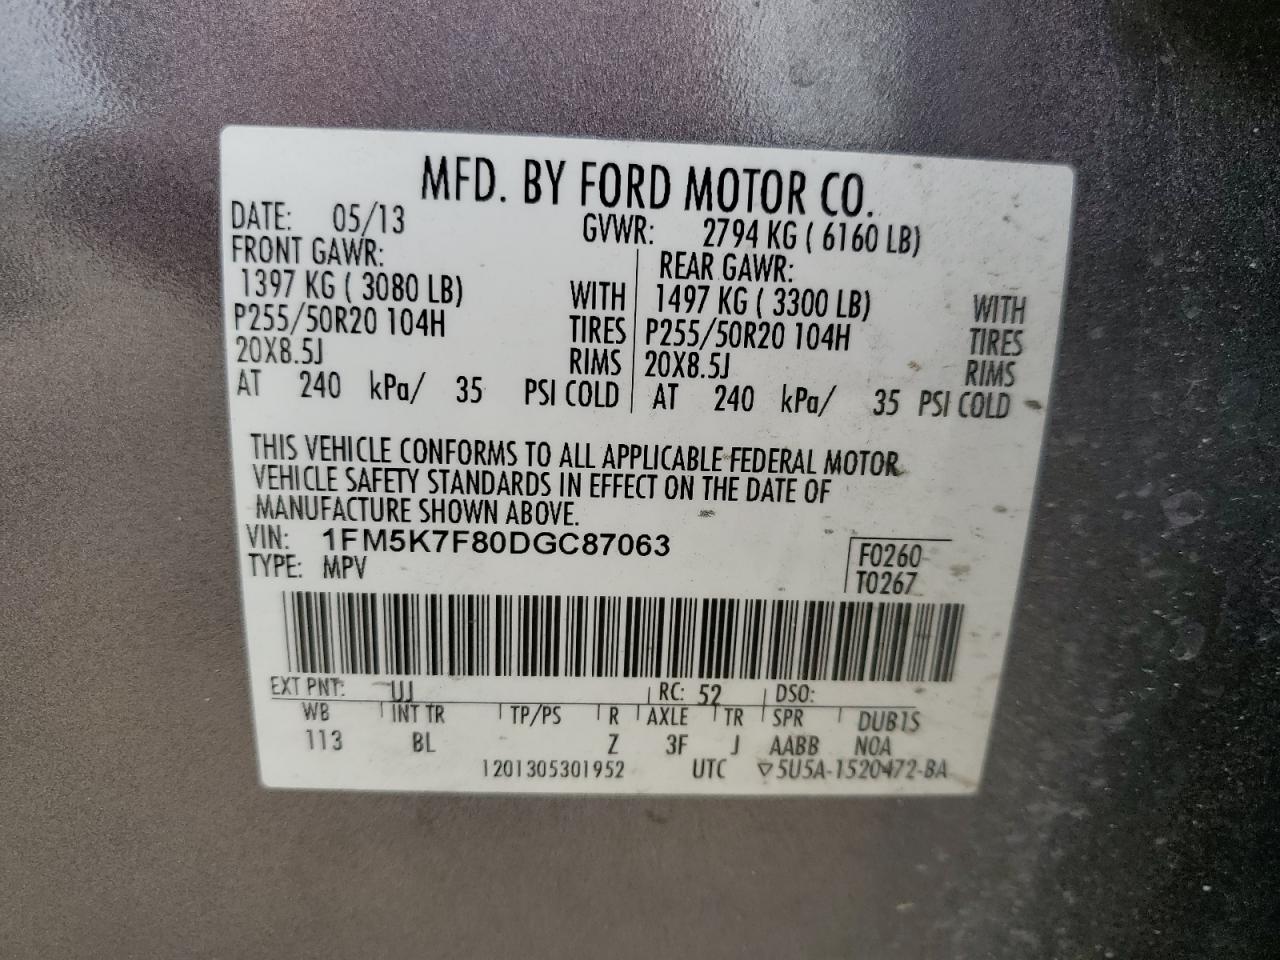 MFD. BY FORD MOTOR CO.
DATE: 05/13 GVWR: 2794 KG ( 6160 LB)
FRONT GAWR: REAR GAWR:
1397 KG ( 3080 LB) WITH 1497 KG ( 3300 LB) WITH
P255/50R20 104H TIRES P255/50R20 104H TIRES
20X8.5J RIMS 20X8.5J RIMS
AT 240 kPa/ 35 PSI COLD AT 240 kPa/ 35 PSI COLD
THIS VEHICLE CONFORMS TO ALL APPLICABLE FEDERAL MOTOR
VEHICLE SAFETY STANDARDS IN EFFECT ON THE DATE OF
MANUFACTURE SHOWN ABOVE.
VIN: 1FM5K7F80DGC87063 F0260
TYPE: MPV T0267
EXT PNT: UJ RC: 52 DSO:
WB INT TR TP/PS R AXLE TR SPR DUB1S
113 BL Z 3F J AABB N0A
1201305301952 UTC ▽5U5A-1520472-BA